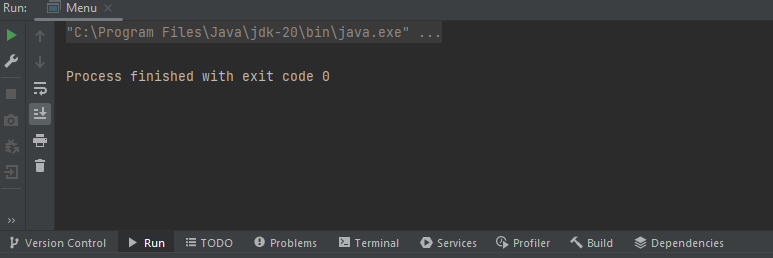 Run: Menu
"C:\Program Files\Java\jdk-20\bin\java.exe" ...
Process finished with exit code 0
Version Control Run TODO Problems Terminal Services Profiler Build Dependencies